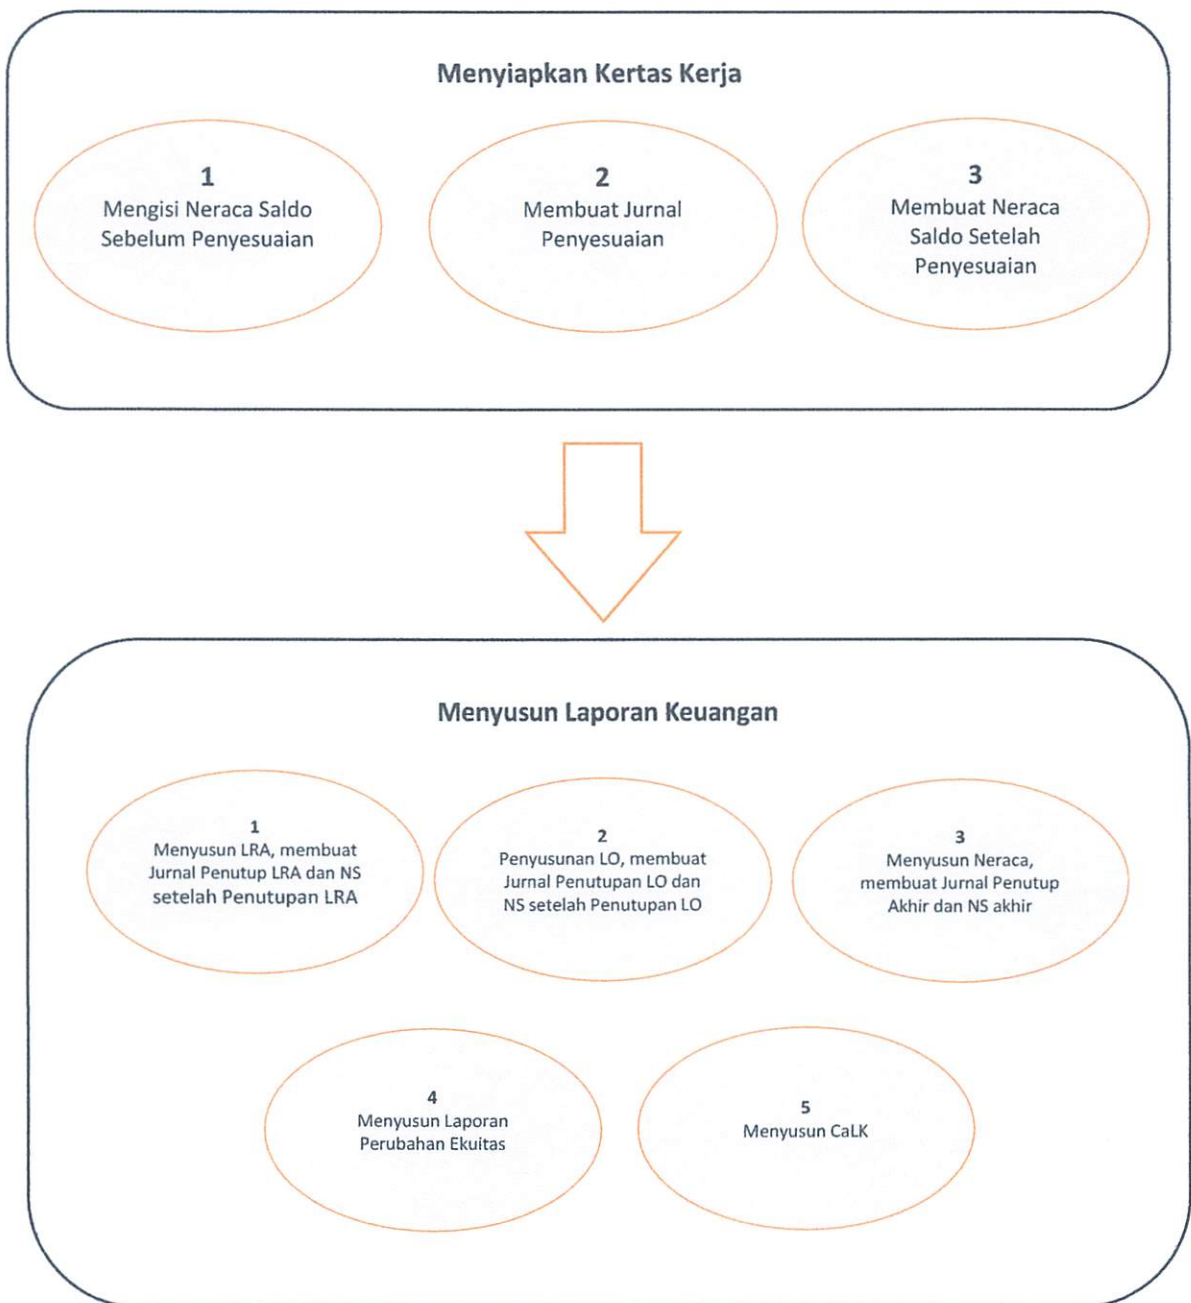 Menyiapkan Kertas Kerja
1
Mengisi Neraca Saldo
Sebelum Penyesuaian
2
Membuat Jurnal
Penyesuaian
3
Membuat Neraca
Saldo Setelah
Penyesuaian
Menyusun Laporan Keuangan
1
Menyusun LRA, membuat
Jurnal Penutup LRA dan NS
setelah Penutupan LRA
2
Penyusunan LO, membuat
Jurnal Penutupan LO dan
NS setelah Penutupan LO
3
Menyusun Neraca,
membuat Jurnal Penutup
Akhir dan NS akhir
4
Menyusun Laporan
Perubahan Ekuitas
5
Menyusun CaLK